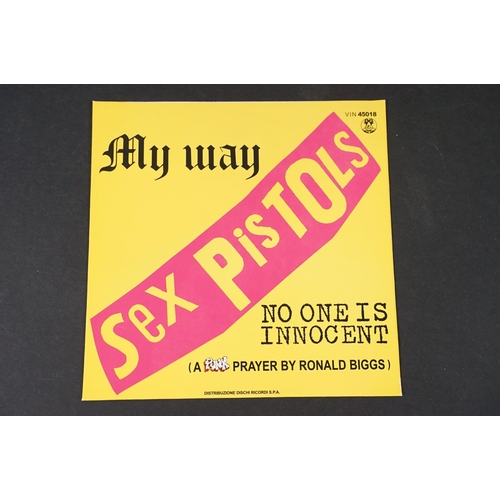 VIN 45018
My way
Sex PiSTOLS
NO ONE IS
INNOCENT
(A PUNK PRAYER BY RONALD BIGGS)
DISTRIBUZIONE DISCHI RICORDI S.P.A.